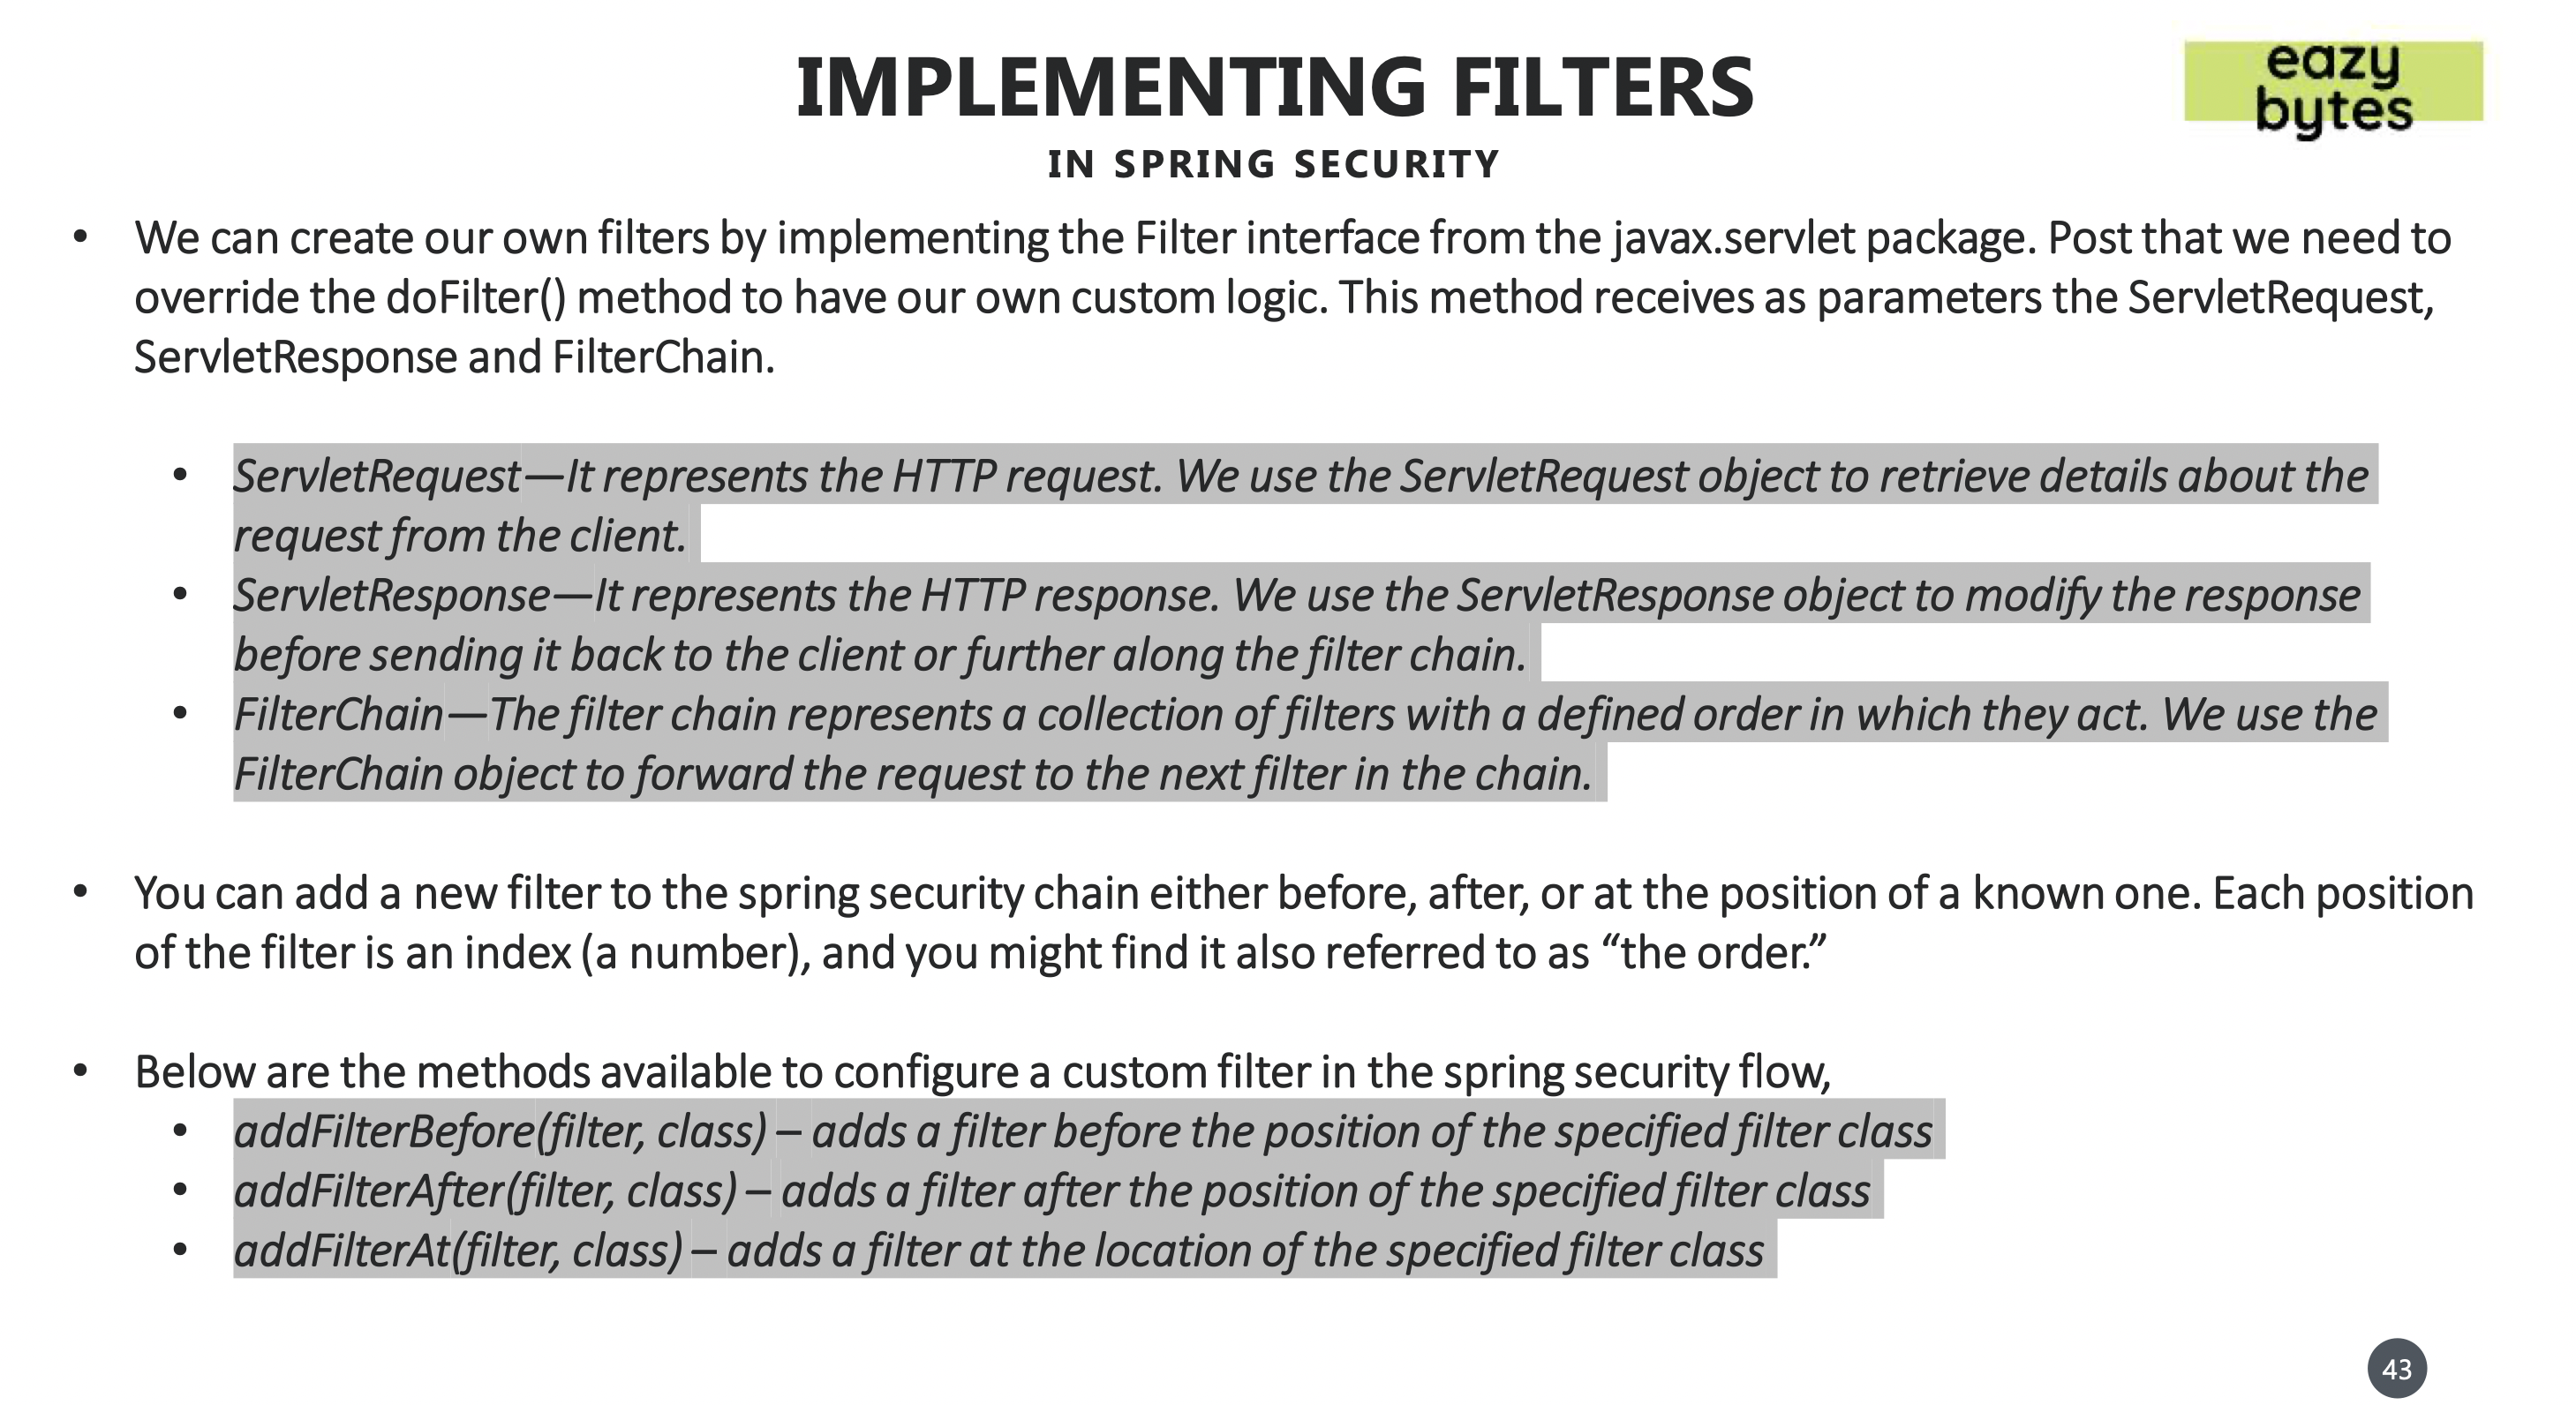 IMPLEMENTING FILTERS
eazy
bytes
IN SPRING SECURITY
• We can create our own filters by implementing the Filter interface from the javax.servlet package. Post that we need to
override the doFilter() method to have our own custom logic. This method receives as parameters the ServletRequest,
ServletResponse and FilterChain.
• ServletRequest—It represents the HTTP request. We use the ServletRequest object to retrieve details about the
request from the client.
• ServletResponse—It represents the HTTP response. We use the ServletResponse object to modify the response
before sending it back to the client or further along the filter chain.
• FilterChain—The filter chain represents a collection of filters with a defined order in which they act. We use the
FilterChain object to forward the request to the next filter in the chain.
• You can add a new filter to the spring security chain either before, after, or at the position of a known one. Each position
of the filter is an index (a number), and you might find it also referred to as “the order.”
• Below are the methods available to configure a custom filter in the spring security flow,
• addFilterBefore(filter, class) – adds a filter before the position of the specified filter class
• addFilterAfter(filter, class) – adds a filter after the position of the specified filter class
• addFilterAt(filter, class) – adds a filter at the location of the specified filter class
43